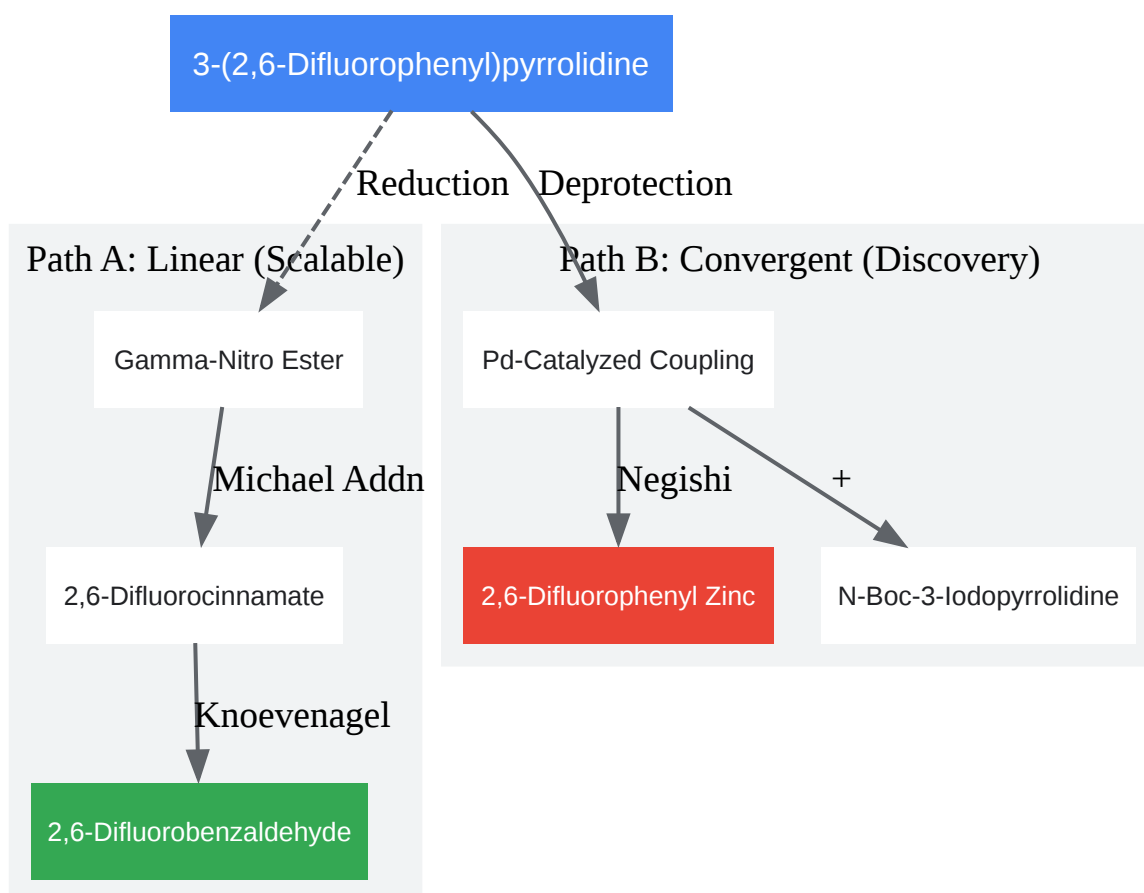 3-(2,6-Difluorophenyl)pyrrolidine
Reduction
Deprotection
Path A: Linear (Scalable)
Path B: Convergent (Discovery)
Gamma-Nitro Ester
Pd-Catalyzed Coupling
Michael Addn
Negishi
+
2,6-Difluorocinnamate
2,6-Difluorophenyl Zinc
N-Boc-3-Iodopyrrolidine
Knoevenagel
2,6-Difluorobenzaldehyde